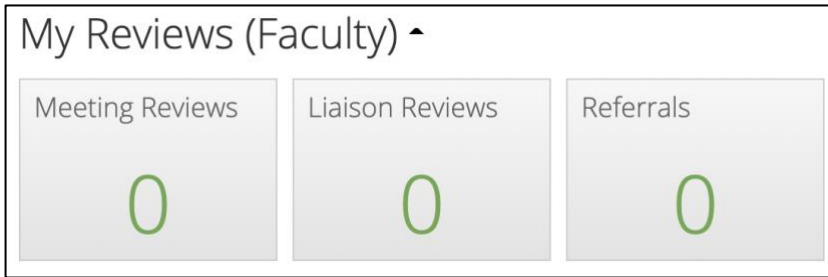 My Reviews (Faculty)
Meeting Reviews
Liaison Reviews
Referrals
0
0
0